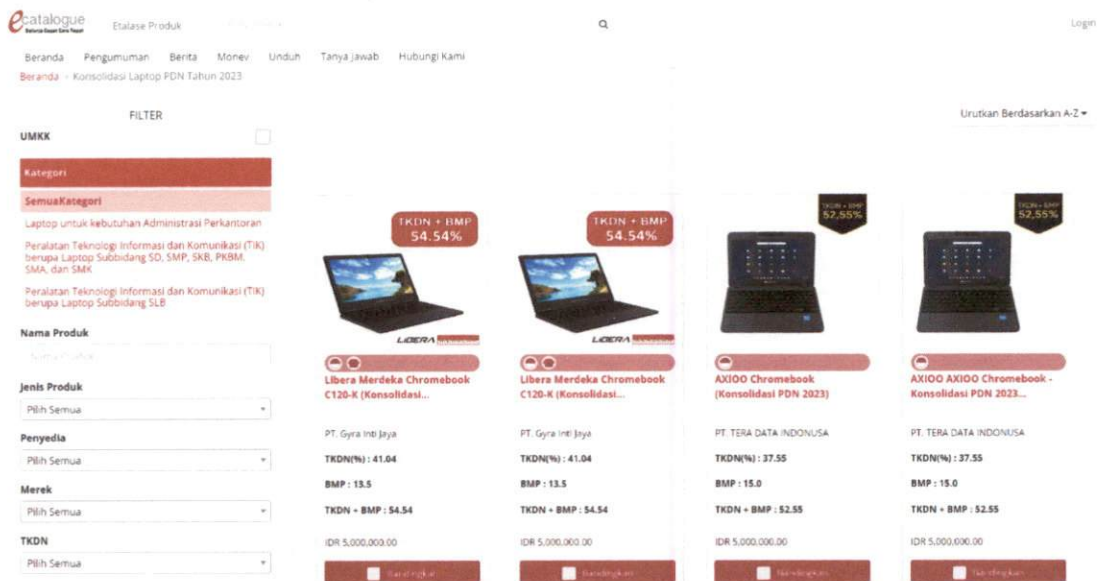 ecatalogue
Etalase Produk
Login
Beranda Pengumuman Berita Monev Unduh Tanya jawab Hubungi Kami
Beranda Konsolidasi Laptop PDN Tahun 2023
FILTER
Urutkan Berdasarkan A-Z
UMKK
Kategori
SemuaKategori
Laptop untuk kebutuhan Administrasi Perkantoran
Peralatan Teknologi Informasi dan Komunikasi (TIK)
berupa Laptop Subbidang SD, SMP, SKB, PKBM,
SMA, dan SMK
Peralatan Teknologi Informasi dan Komunikasi (TIK)
berupa Laptop Subbidang SLB
Nama Produk
Jenis Produk
Pilih Semua
Penyedia
Pilih Semua
Merek
Pilih Semua
TKDN
Pilih Semua
TKDN + BMP
54.54%
LIBERA
Libera Merdeka Chromebook
C120-K (Konsolidasi...
PT. Gyra Inti Jaya
TKDN(%) : 41.04
BMP : 13.5
TKDN + BMP : 54.54
IDR 5,000,000.00
Bandingkan
TKDN + BMP
54.54%
LIBERA
Libera Merdeka Chromebook
C120-K (Konsolidasi...
PT. Gyra Inti Jaya
TKDN(%) : 41.04
BMP : 13.5
TKDN + BMP : 54.54
IDR 5,000,000.00
Bandingkan
TKDN + BMP
52,55%
AXIOO Chromebook
(Konsolidasi PDN 2023)
PT. TERA DATA INDONUSA
TKDN(%) : 37.55
BMP : 15.0
TKDN + BMP : 52.55
IDR 5,000,000.00
Bandingkan
TKDN + BMP
52,55%
AXIOO AXIOO Chromebook -
Konsolidasi PDN 2023...
PT. TERA DATA INDONUSA
TKDN(%) : 37.55
BMP : 15.0
TKDN + BMP : 52.55
IDR 5,000,000.00
Bandingkan